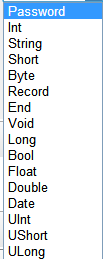 Password
Int
String
Short
Byte
Record
End
Void
Long
Bool
Float
Double
Date
UInt
UShort
ULong